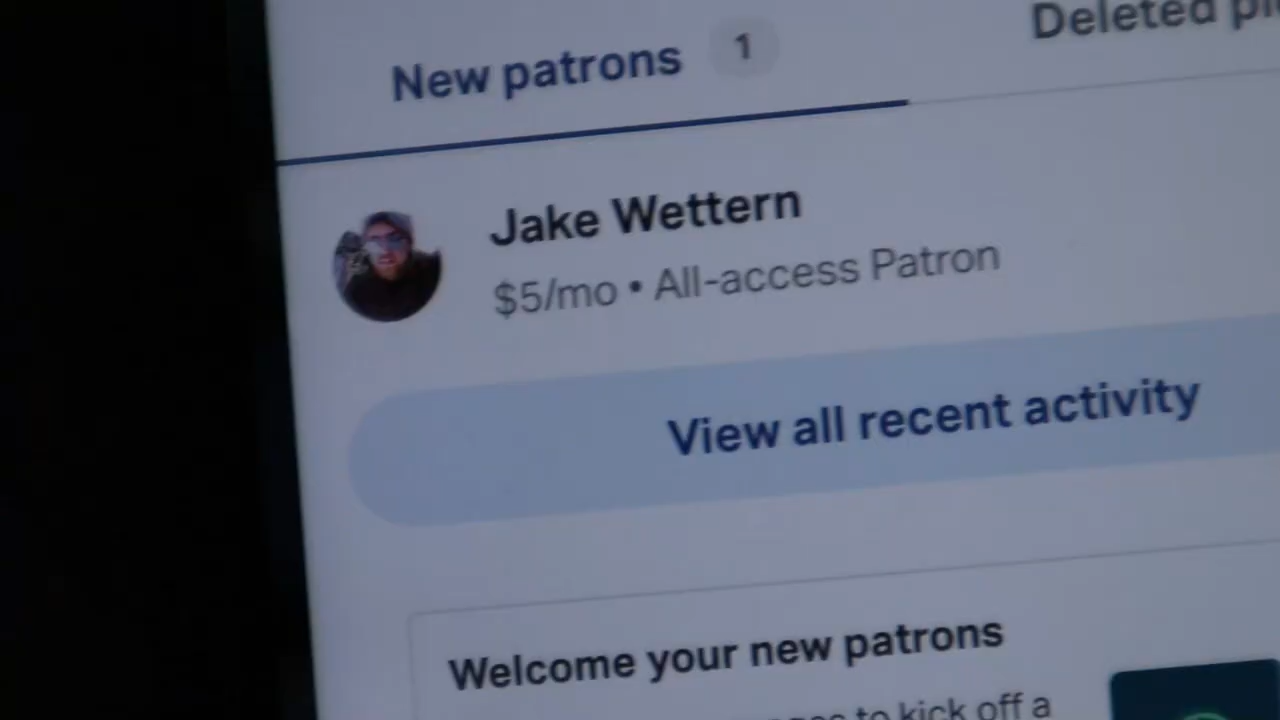 New patrons 1
Deleted
Jake Wettern
$5/mo • All-access Patron
View all recent activity
Welcome your new patrons
to kick off a